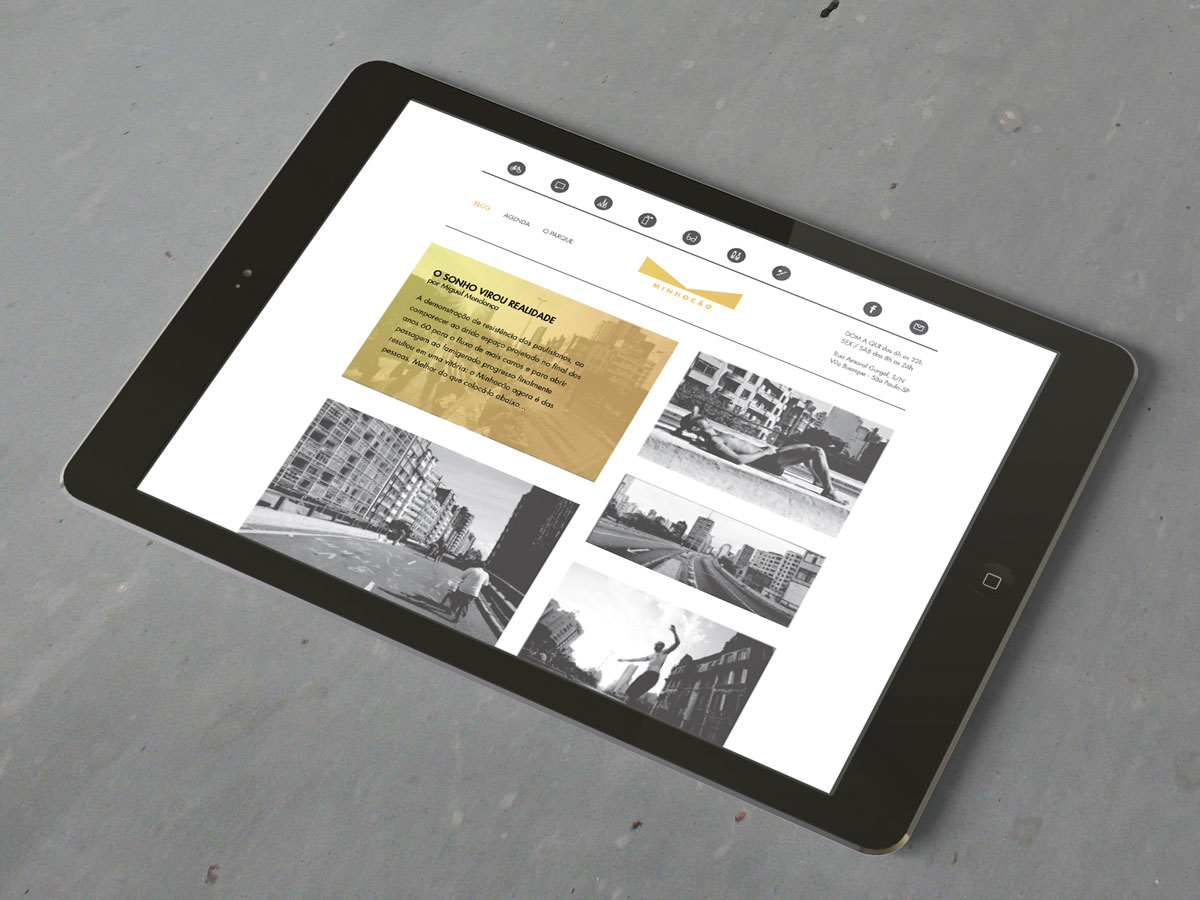 BLOG AGENDA O PARQUE
MINHOCÃO
f
DOM A QUI das 6h as 22h
SEX / SAB das 8h as 24h
Rua Amaral Gurgel, S/N
Vila Buarque - São Paulo-SP
O SONHO VIROU REALIDADE
por Miguel Mendonca
A demonstração de resistência dos paulistanos, ao
comparecer ao árido espaço projetado no final dos
anos 60 para o fluxo de mais carros e para abrir
passagem ao famigerado progresso finalmente
resultou em uma vitória: o Minhocão agora é das
pessoas. Melhor do que colocá-lo abaixo...